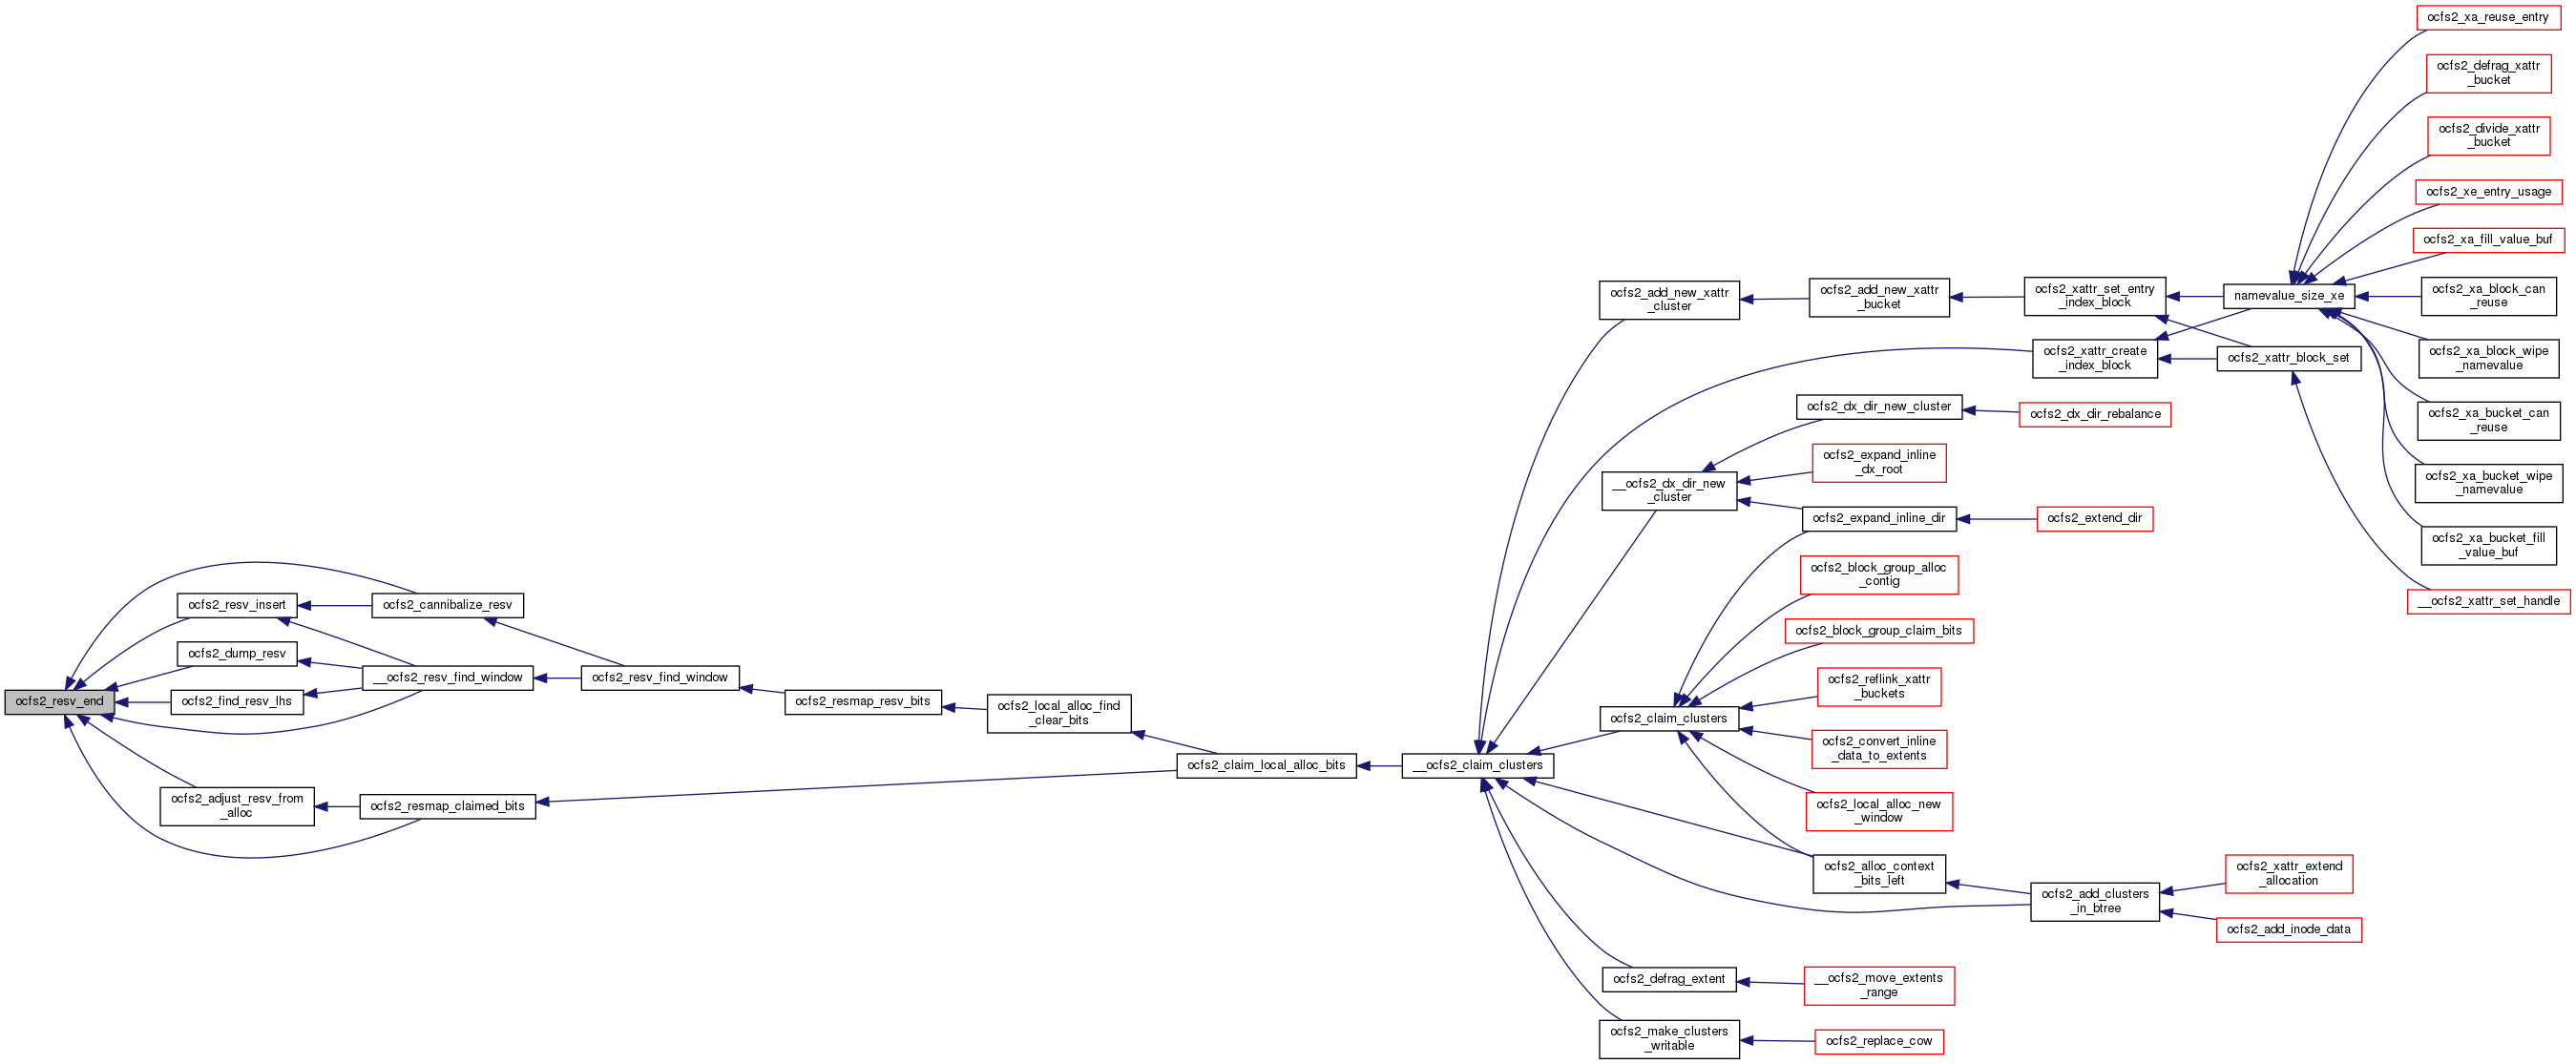 ocfs2_xa_reuse_entry
ocfs2_defrag_xattr
_bucket
ocfs2_divide_xattr
_bucket
ocfs2_xe_entry_usage
ocfs2_xa_fill_value_buf
ocfs2_add_new_xattr
_cluster
ocfs2_add_new_xattr
_bucket
ocfs2_xattr_set_entry
_index_block
namevalue_size_xe
ocfs2_xa_block_can
_reuse
ocfs2_xattr_create
_index_block
ocfs2_xattr_block_set
ocfs2_xa_block_wipe
_namevalue
ocfs2_dx_dir_new_cluster
ocfs2_dx_dir_rebalance
ocfs2_xa_bucket_can
_reuse
ocfs2_expand_inline
_dx_root
__ocfs2_dx_dir_new
_cluster
ocfs2_xa_bucket_wipe
_namevalue
ocfs2_expand_inline_dir
ocfs2_extend_dir
ocfs2_xa_bucket_fill
_value_buf
ocfs2_block_group_alloc
_contig
__ocfs2_xattr_set_handle
ocfs2_resv_insert
ocfs2_cannibalize_resv
ocfs2_block_group_claim_bits
ocfs2_dump_resv
__ocfs2_resv_find_window
ocfs2_resv_find_window
ocfs2_reflink_xattr
_buckets
ocfs2_resv_end
ocfs2_find_resv_lhs
ocfs2_resmap_resv_bits
ocfs2_local_alloc_find
_clear_bits
ocfs2_claim_clusters
ocfs2_convert_inline
_data_to_extents
ocfs2_claim_local_alloc_bits
__ocfs2_claim_clusters
ocfs2_adjust_resv_from
_alloc
ocfs2_resmap_claimed_bits
ocfs2_local_alloc_new
_window
ocfs2_alloc_context
_bits_left
ocfs2_add_clusters
_in_btree
ocfs2_xattr_extend
_allocation
ocfs2_add_inode_data
ocfs2_defrag_extent
__ocfs2_move_extents
_range
ocfs2_make_clusters
_writable
ocfs2_replace_cow